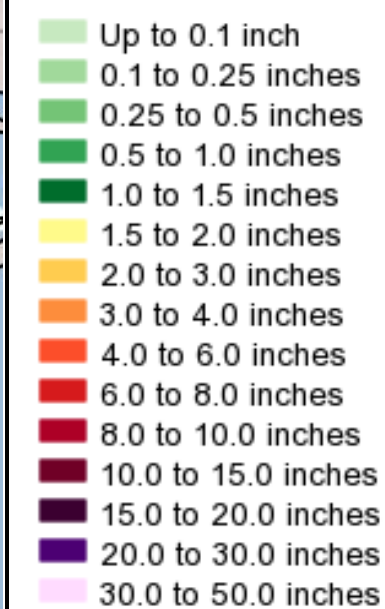 Up to 0.1 inch
0.1 to 0.25 inches
0.25 to 0.5 inches
0.5 to 1.0 inches
1.0 to 1.5 inches
1.5 to 2.0 inches
2.0 to 3.0 inches
3.0 to 4.0 inches
4.0 to 6.0 inches
6.0 to 8.0 inches
8.0 to 10.0 inches
10.0 to 15.0 inches
15.0 to 20.0 inches
20.0 to 30.0 inches
30.0 to 50.0 inches